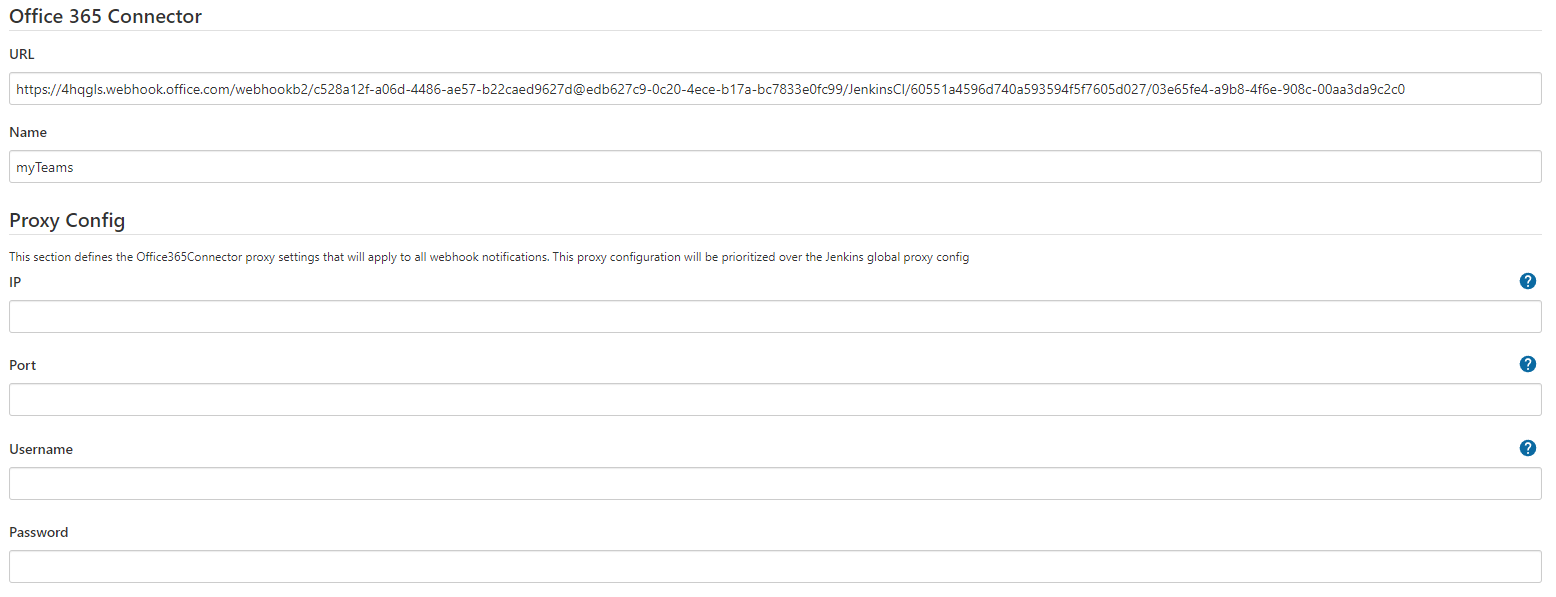 Office 365 Connector
URL
https://4hqgls.webhook.office.com/webhookb2/c528a12f-a06d-4486-ae57-b22caed9627d@edb627c9-0c20-4ece-b17a-bc7833e0fc99/JenkinsCI/60551a4596d740a593594f5f7605d027/03e65fe4-a9b8-4f6e-908c-00aa3da9c2c0
Name
myTeams
Proxy Config
This section defines the Office365Connector proxy settings that will apply to all webhook notifications. This proxy configuration will be prioritized over the Jenkins global proxy config
IP
?
Port
?
Username
?
Password